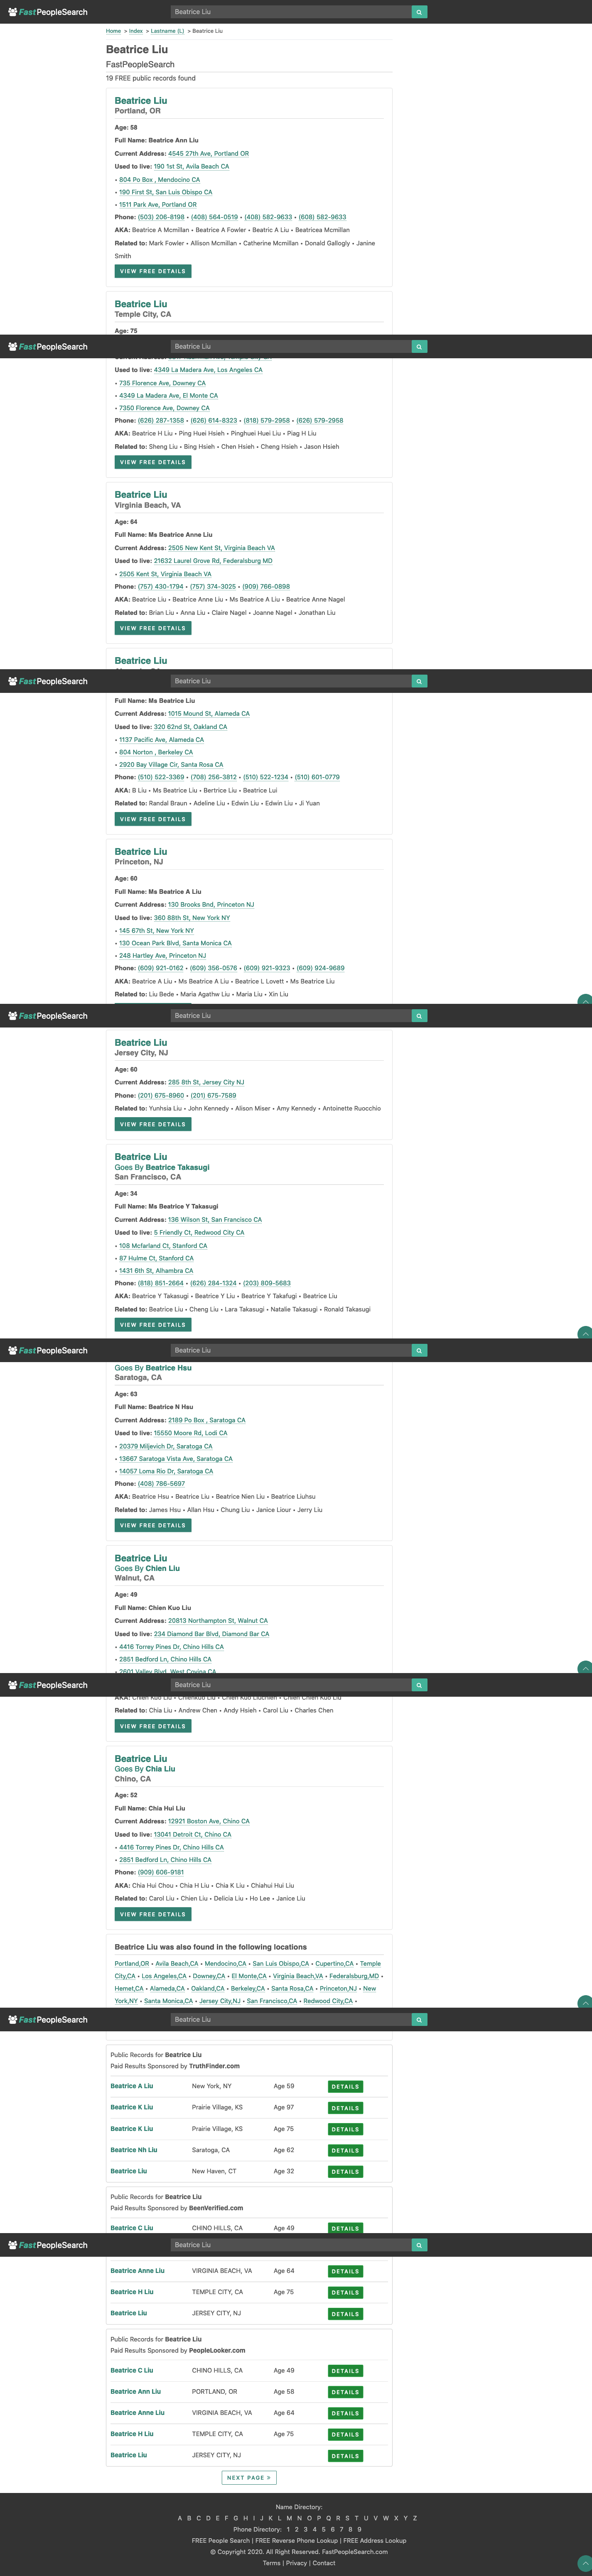 FastPeopleSearch Beatrice Liu
Home > Index > Lastname (L) > Beatrice Liu
Beatrice Liu
FastPeopleSearch
19 FREE public records found
Beatrice Liu
Portland, OR
Age: 58
Full Name: Beatrice Ann Liu
Current Address: 4545 27th Ave, Portland OR
Used to live: 190 1st St, Avila Beach CA
• 804 Po Box , Mendocino CA
• 190 First St, San Luis Obispo CA
• 1511 Park Ave, Portland OR
Phone: (503) 206-8198 • (408) 564-0519 • (408) 582-9633 • (608) 582-9633
AKA: Beatrice A Mcmillan • Beatrice A Fowler • Beatric A Liu • Beatricea Mcmillan
Related to: Mark Fowler • Allison Mcmillan • Catherine Mcmillan • Donald Gallogly • Janine
Smith
VIEW FREE DETAILS
Beatrice Liu
Temple City, CA
Age: 75
FastPeopleSearch Beatrice Liu
Used to live: 4349 La Madera Ave, Los Angeles CA
• 735 Florence Ave, Downey CA
• 4349 La Madera Ave, El Monte CA
• 7350 Florence Ave, Downey CA
Phone: (626) 287-1358 • (626) 614-8323 • (818) 579-2958 • (626) 579-2958
AKA: Beatrice H Liu • Ping Huei Hsieh • Pinghuei Huei Liu • Piag H Liu
Related to: Sheng Liu • Bing Hsieh • Chen Hsieh • Cheng Hsieh • Jason Hsieh
VIEW FREE DETAILS
Beatrice Liu
Virginia Beach, VA
Age: 64
Full Name: Ms Beatrice Anne Liu
Current Address: 2505 New Kent St, Virginia Beach VA
Used to live: 21632 Laurel Grove Rd, Federalsburg MD
• 2505 Kent St, Virginia Beach VA
Phone: (757) 430-1794 • (757) 374-3025 • (909) 766-0898
AKA: Beatrice Liu • Beatrice Anne Liu • Ms Beatrice A Liu • Beatrice Anne Nagel
Related to: Brian Liu • Anna Liu • Claire Nagel • Joanne Nagel • Jonathan Liu
VIEW FREE DETAILS
Beatrice Liu
FastPeopleSearch Beatrice Liu
Full Name: Ms Beatrice Liu
Current Address: 1015 Mound St, Alameda CA
Used to live: 320 62nd St, Oakland CA
• 1137 Pacific Ave, Alameda CA
• 804 Norton , Berkeley CA
• 2920 Bay Village Cir, Santa Rosa CA
Phone: (510) 522-3369 • (708) 256-3812 • (510) 522-1234 • (510) 601-0779
AKA: B Liu • Ms Beatrice Liu • Bertrice Liu • Beatrice Lui
Related to: Randal Braun • Adeline Liu • Edwin Liu • Edwin Liu • Ji Yuan
VIEW FREE DETAILS
Beatrice Liu
Princeton, NJ
Age: 60
Full Name: Ms Beatrice A Liu
Current Address: 130 Brooks Bnd, Princeton NJ
Used to live: 360 88th St, New York NY
• 145 67th St, New York NY
• 130 Ocean Park Blvd, Santa Monica CA
• 248 Hartley Ave, Princeton NJ
Phone: (609) 921-0162 • (609) 356-0576 • (609) 921-9323 • (609) 924-9689
AKA: Beatrice A Liu • Ms Beatrice A Liu • Beatrice L Lovett • Ms Beatrice Liu
Related to: Liu Bede • Maria Agathw Liu • Maria Liu • Xin Liu
FastPeopleSearch Beatrice Liu
Beatrice Liu
Jersey City, NJ
Age: 60
Current Address: 285 8th St, Jersey City NJ
Phone: (201) 675-8960 • (201) 675-7589
Related to: Yunhsia Liu • John Kennedy • Alison Miser • Amy Kennedy • Antoinette Ruocchio
VIEW FREE DETAILS
Beatrice Liu
Goes By Beatrice Takasugi
San Francisco, CA
Age: 34
Full Name: Ms Beatrice Y Takasugi
Current Address: 136 Wilson St, San Francisco CA
Used to live: 5 Friendly Ct, Redwood City CA
• 108 Mcfarland Ct, Stanford CA
• 87 Hulme Ct, Stanford CA
• 1431 6th St, Alhambra CA
Phone: (818) 851-2664 • (626) 284-1324 • (203) 809-5683
AKA: Beatrice Y Takasugi • Beatrice Y Liu • Beatrice Y Takafugi • Beatrice Liu
Related to: Beatrice Liu • Cheng Liu • Lara Takasugi • Natalie Takasugi • Ronald Takasugi
VIEW FREE DETAILS
FastPeopleSearch Beatrice Liu
Goes By Beatrice Hsu
Saratoga, CA
Age: 63
Full Name: Beatrice N Hsu
Current Address: 2189 Po Box , Saratoga CA
Used to live: 15550 Moore Rd, Lodi CA
• 20379 Miljevich Dr, Saratoga CA
• 13667 Saratoga Vista Ave, Saratoga CA
• 14057 Loma Rio Dr, Saratoga CA
Phone: (408) 786-5697
AKA: Beatrice Hsu • Beatrice Liu • Beatrice Nien Liu • Beatrice Liuhsu
Related to: James Hsu • Allan Hsu • Chung Liu • Janice Liour • Jerry Liu
VIEW FREE DETAILS
Beatrice Liu
Goes By Chien Liu
Walnut, CA
Age: 49
Full Name: Chien Kuo Liu
Current Address: 20813 Northampton St, Walnut CA
Used to live: 234 Diamond Bar Blvd, Diamond Bar CA
• 4416 Torrey Pines Dr, Chino Hills CA
• 2851 Bedford Ln, Chino Hills CA
• 2601 Valley Blvd, West Covina CA
FastPeopleSearch Beatrice Liu
AKA: Chien Kuo Liu • Chienkuo Liu • Chien Kuo Liuchien • Chien Chien Kuo Liu
Related to: Chia Liu • Andrew Chen • Andy Hsieh • Carol Liu • Charles Chen
VIEW FREE DETAILS
Beatrice Liu
Goes By Chia Liu
Chino, CA
Age: 52
Full Name: Chia Hui Liu
Current Address: 12921 Boston Ave, Chino CA
Used to live: 13041 Detroit Ct, Chino CA
• 4416 Torrey Pines Dr, Chino Hills CA
• 2851 Bedford Ln, Chino Hills CA
Phone: (909) 606-9181
AKA: Chia Hui Chou • Chia H Liu • Chia K Liu • Chiahui Hui Liu
Related to: Carol Liu • Chien Liu • Delicia Liu • Ho Lee • Janice Liu
VIEW FREE DETAILS
Beatrice Liu was also found in the following locations
Portland,OR • Avila Beach,CA • Mendocino,CA • San Luis Obispo,CA • Cupertino,CA • Temple
City,CA • Los Angeles,CA • Downey,CA • El Monte,CA • Virginia Beach,VA • Federalsburg,MD •
Hemet,CA • Alameda,CA • Oakland,CA • Berkeley,CA • Santa Rosa,CA • Princeton,NJ • New
York,NY • Santa Monica,CA • Jersey City,NJ • San Francisco,CA • Redwood City,CA •
FastPeopleSearch Beatrice Liu
Public Records for Beatrice Liu
Paid Results Sponsored by TruthFinder.com
Beatrice A Liu New York, NY Age 59 DETAILS
Beatrice K Liu Prairie Village, KS Age 97 DETAILS
Beatrice K Liu Prairie Village, KS Age 75 DETAILS
Beatrice Nh Liu Saratoga, CA Age 62 DETAILS
Beatrice Liu New Haven, CT Age 32 DETAILS
Public Records for Beatrice Liu
Paid Results Sponsored by BeenVerified.com
Beatrice C Liu CHINO HILLS, CA Age 49 DETAILS
FastPeopleSearch Beatrice Liu
Beatrice Anne Liu VIRGINIA BEACH, VA Age 64 DETAILS
Beatrice H Liu TEMPLE CITY, CA Age 75 DETAILS
Beatrice Liu JERSEY CITY, NJ DETAILS
Public Records for Beatrice Liu
Paid Results Sponsored by PeopleLooker.com
Beatrice C Liu CHINO HILLS, CA Age 49 DETAILS
Beatrice Ann Liu PORTLAND, OR Age 58 DETAILS
Beatrice Anne Liu VIRGINIA BEACH, VA Age 64 DETAILS
Beatrice H Liu TEMPLE CITY, CA Age 75 DETAILS
Beatrice Liu JERSEY CITY, NJ DETAILS
NEXT PAGE »
Name Directory:
A B C D E F G H I J K L M N O P Q R S T U V W X Y Z
Phone Directory: 1 2 3 4 5 6 7 8 9
FREE People Search | FREE Reverse Phone Lookup | FREE Address Lookup
© Copyright 2020. All Right Reserved. FastPeopleSearch.com
Terms | Privacy | Contact